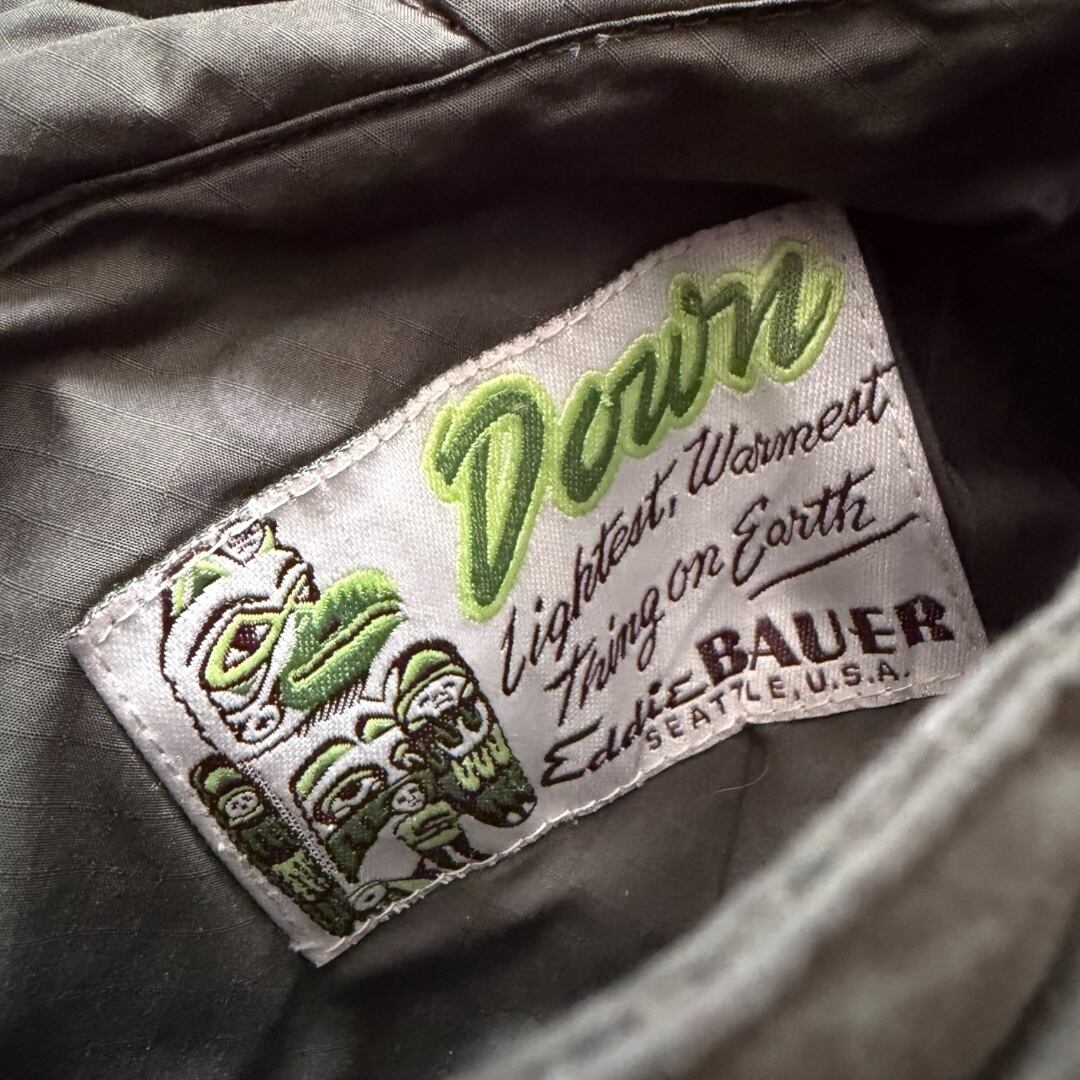 Down
Lightest, Warmest
Thing on Earth
Eddie BAUER
SEATTLE, U.S.A.